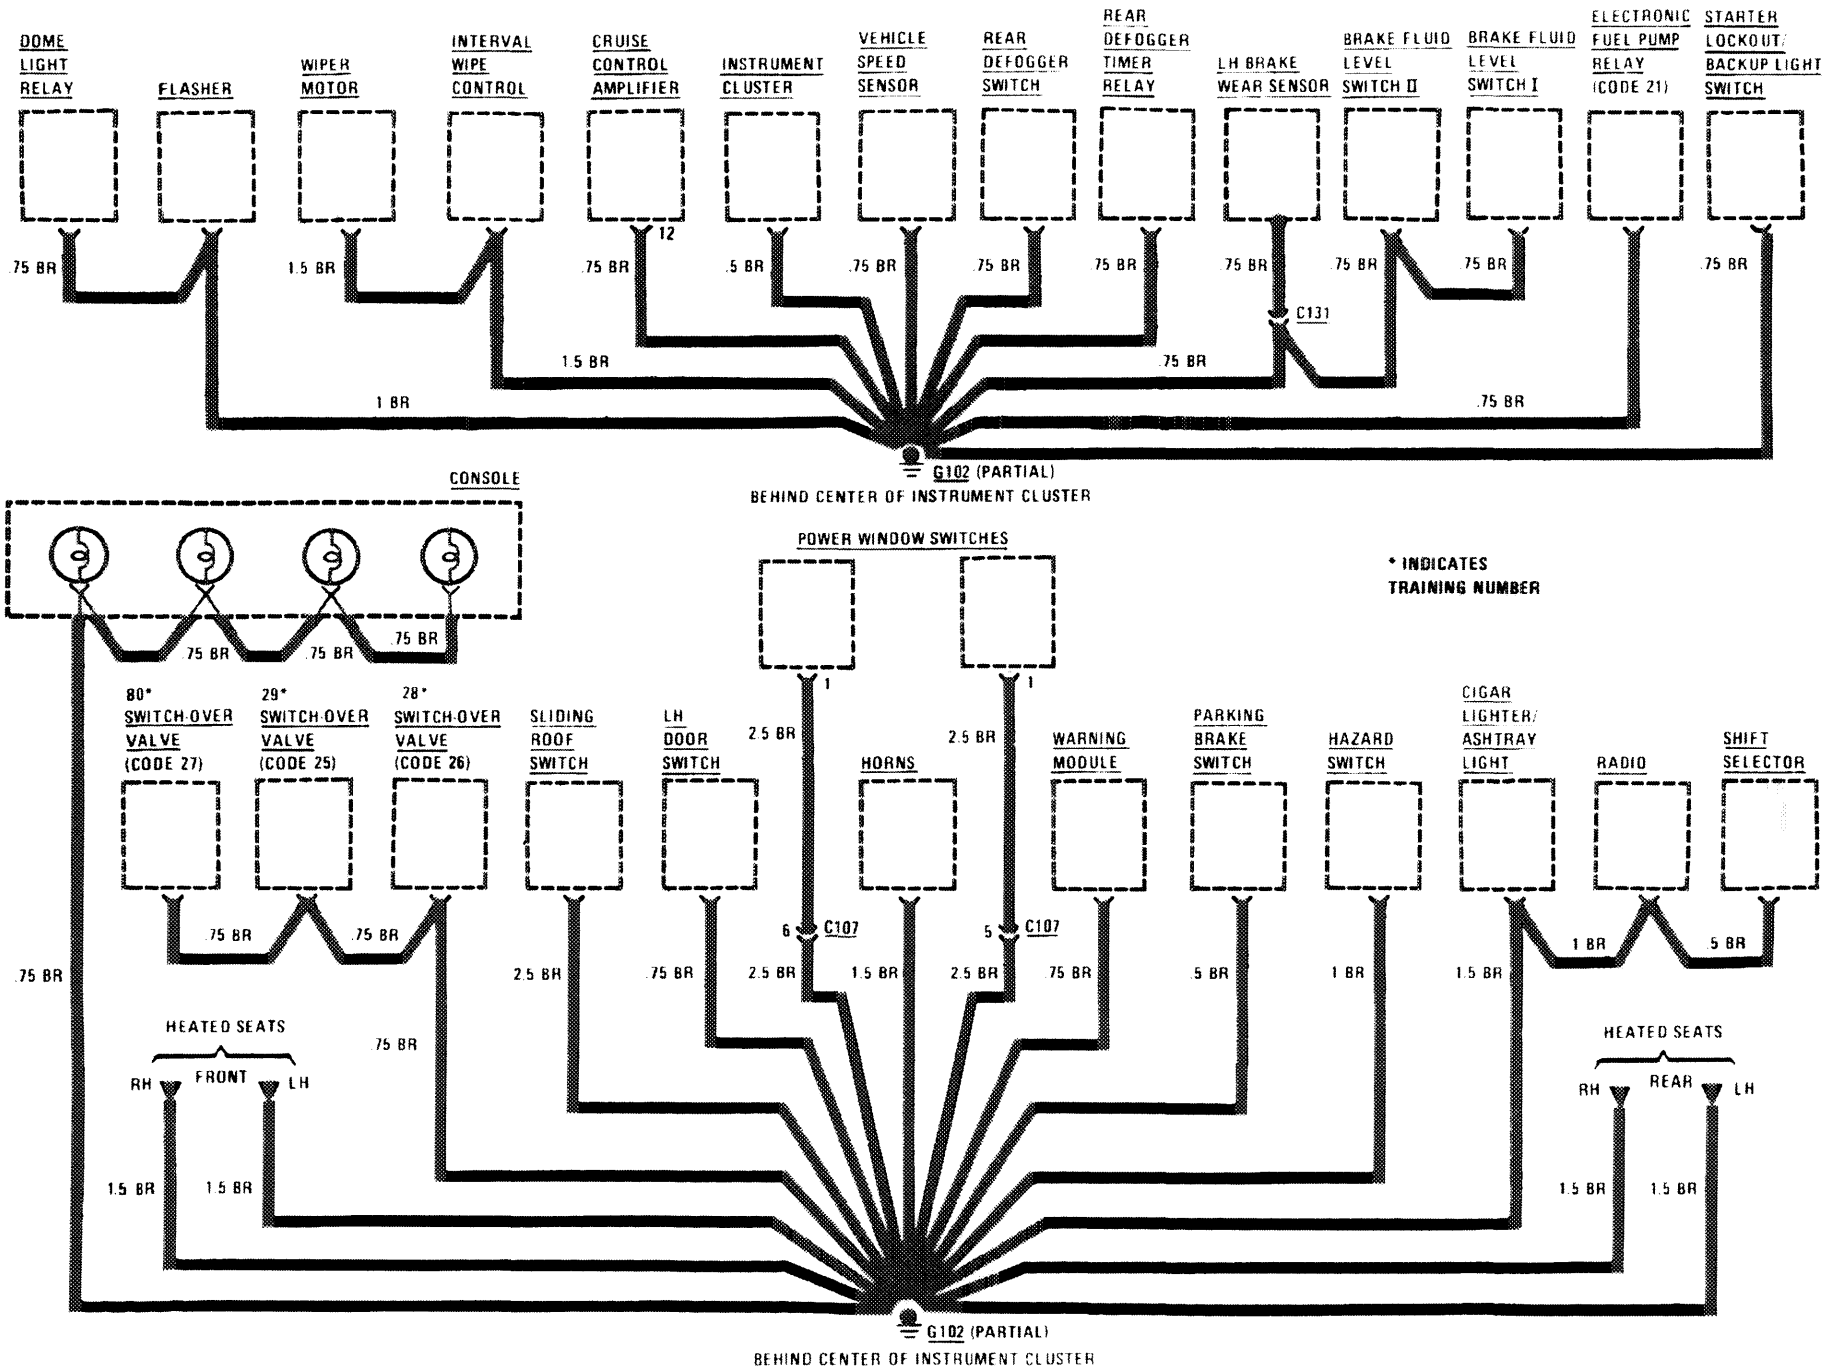 DOME
LIGHT
RELAY
FLASHER
WIPER
MOTOR
INTERVAL
WIPE
CONTROL
CRUISE
CONTROL
AMPLIFIER
INSTRUMENT
CLUSTER
VEHICLE
SPEED
SENSOR
REAR
DEFOGGER
SWITCH
REAR
DEFOGGER
TIMER
RELAY
LH BRAKE
WEAR SENSOR
BRAKE FLUID
LEVEL
SWITCH II
BRAKE FLUID
LEVEL
SWITCH I
ELECTRONIC
FUEL PUMP
RELAY
(CODE 21)
STARTER
LOCKOUT/
BACKUP LIGHT
SWITCH
12
.75 BR
1.5 BR
.75 BR
.5 BR
.75 BR
.75 BR
.75 BR
.75 BR
.75 BR
.75 BR
.75 BR
C131
1.5 BR
.75 BR
1 BR
.75 BR
G102 (PARTIAL)
BEHIND CENTER OF INSTRUMENT CLUSTER
CONSOLE
.75 BR
.75 BR
.75 BR
POWER WINDOW SWITCHES
1
1
* INDICATES
TRAINING NUMBER
80*
SWITCH-OVER
VALVE
(CODE 27)
29*
SWITCH-OVER
VALVE
(CODE 25)
28*
SWITCH-OVER
VALVE
(CODE 26)
SLIDING
ROOF
SWITCH
LH
DOOR
SWITCH
2.5 BR
HORNS
2.5 BR
WARNING
MODULE
PARKING
BRAKE
SWITCH
HAZARD
SWITCH
CIGAR
LIGHTER/
ASHTRAY
LIGHT
RADIO
SHIFT
SELECTOR
6
C107
5
C107
.75 BR
.75 BR
1 BR
.5 BR
.75 BR
2.5 BR
.75 BR
2.5 BR
1.5 BR
2.5 BR
.75 BR
.5 BR
1 BR
1.5 BR
.75 BR
HEATED SEATS
RH
FRONT
LH
1.5 BR
1.5 BR
HEATED SEATS
RH
REAR
LH
1.5 BR
1.5 BR
G102 (PARTIAL)
BEHIND CENTER OF INSTRUMENT CLUSTER